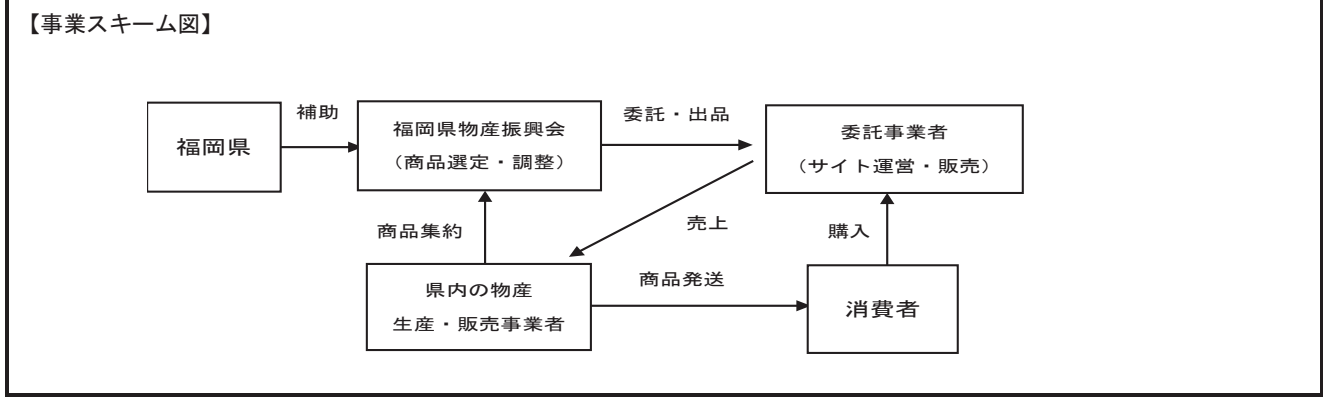 【事業スキーム図】
福岡県
補助
福岡県物産振興会
（商品選定・調整）
委託・出品
委託事業者
（サイト運営・販売）
商品集約
売上
購入
県内の物産
生産・販売事業者
商品発送
消費者